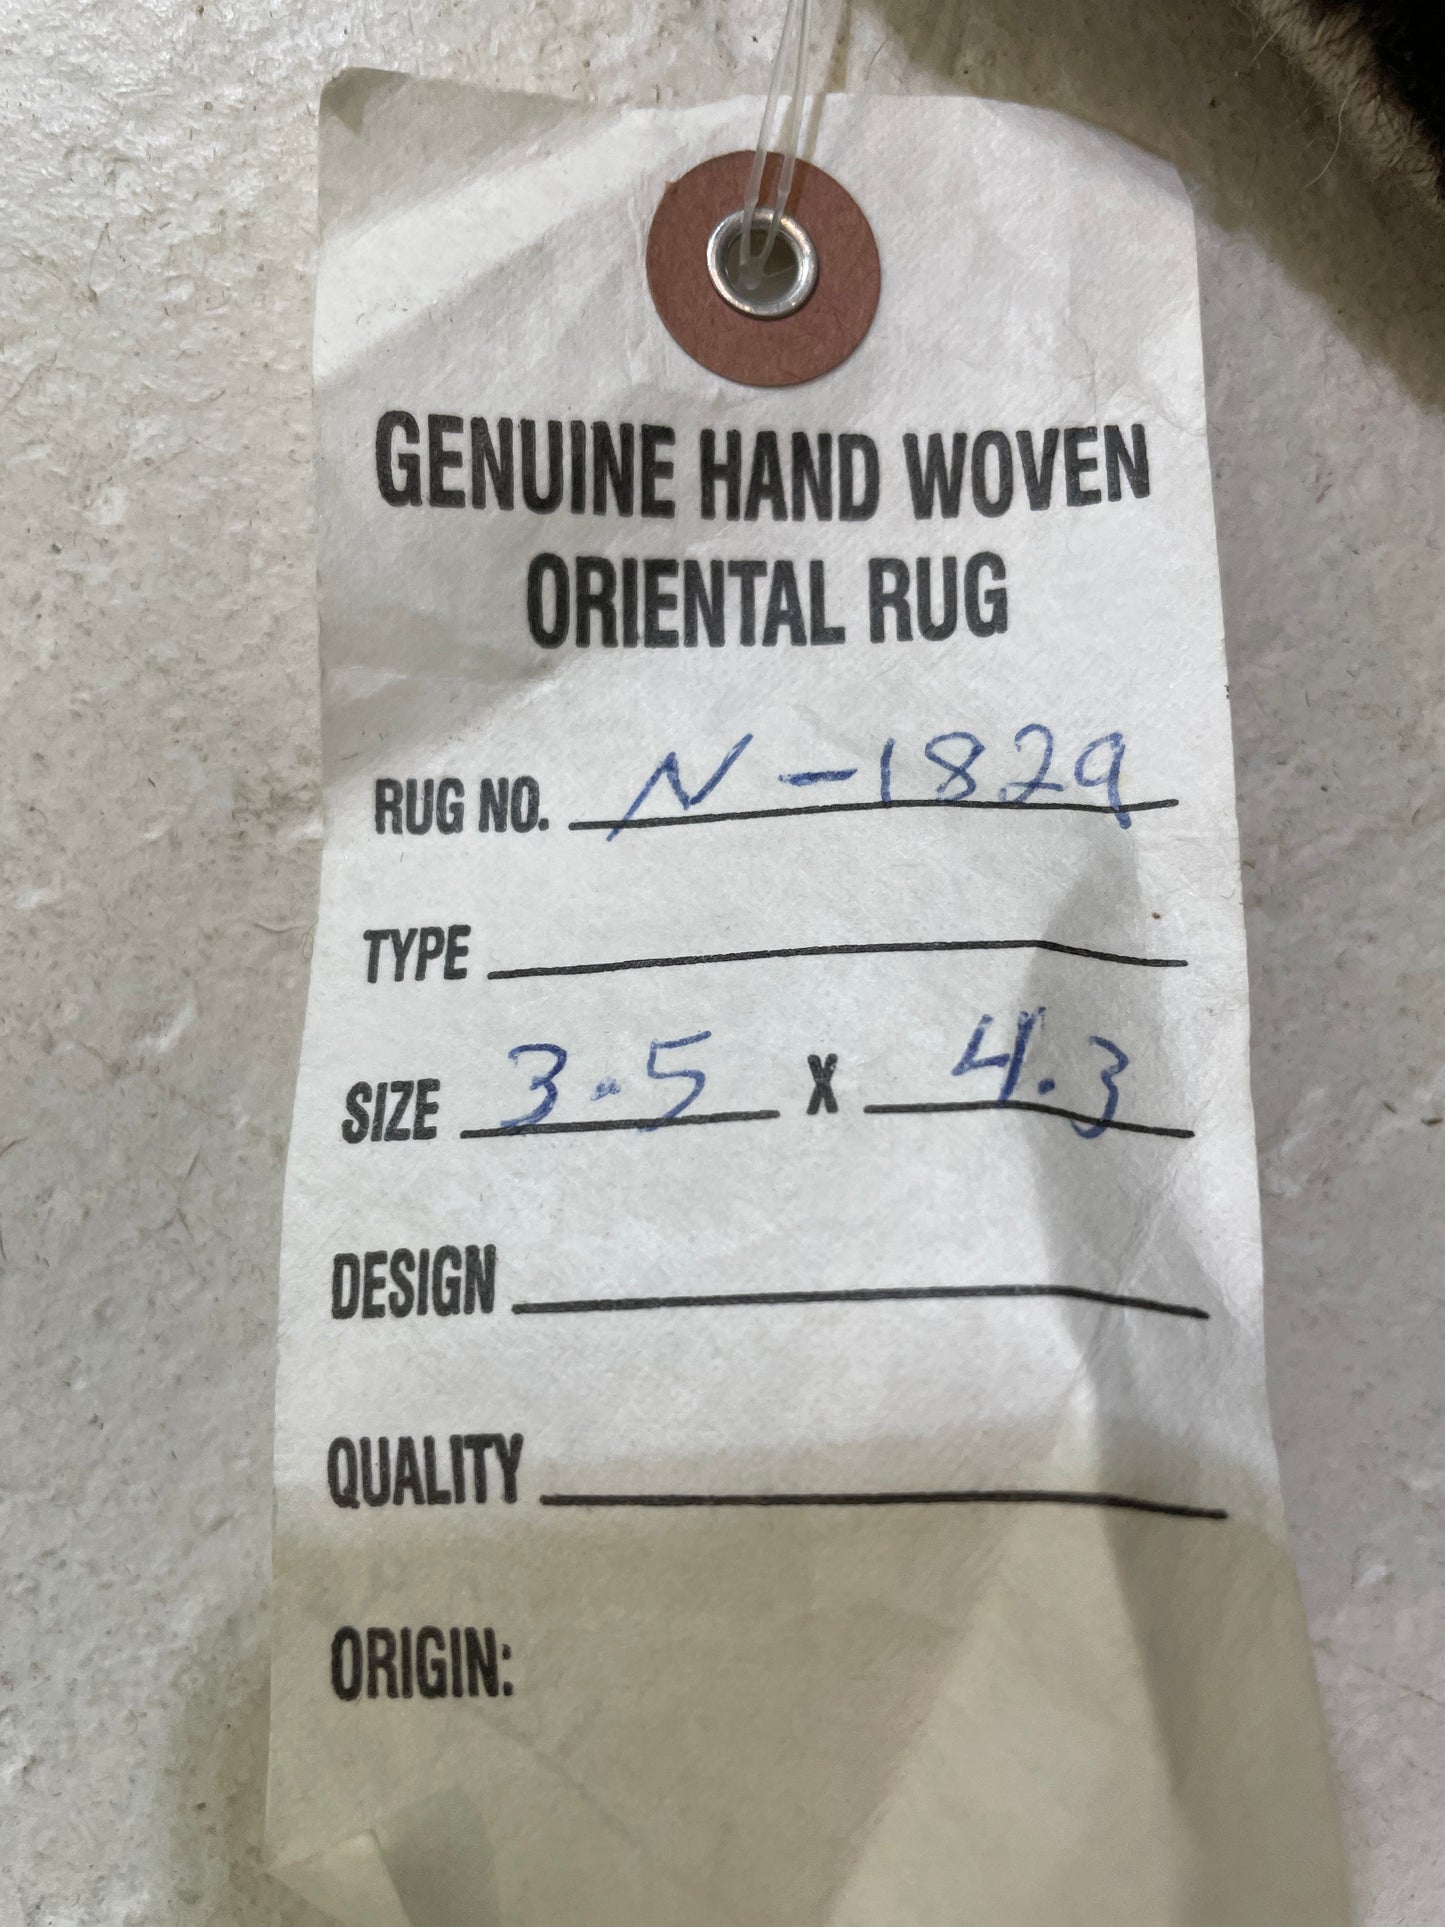 GENUINE HAND WOVEN
ORIENTAL RUG
RUG NO. N-1829
TYPE
SIZE 3.5 X 4.3
DESIGN
QUALITY
ORIGIN: